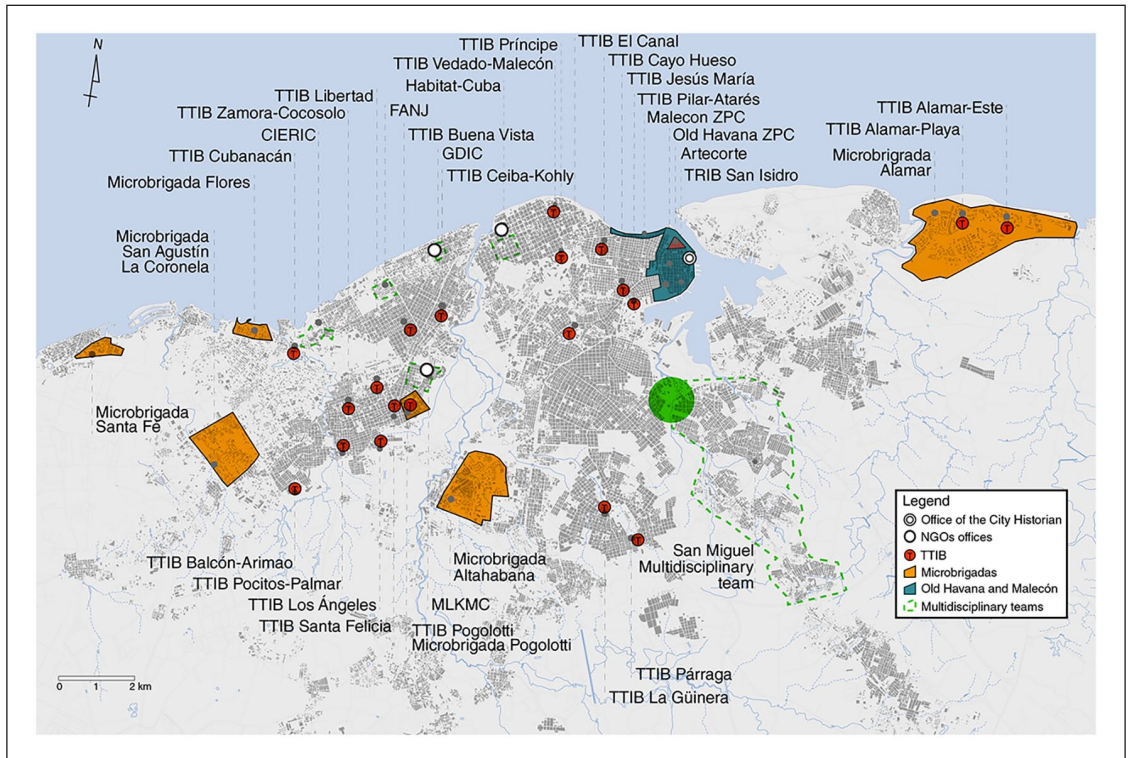 N
TTIB Príncipe
TTIB El Canal
TTIB Vedado-Malecón
TTIB Cayo Hueso
Habitat-Cuba
TTIB Jesús María
TTIB Libertad
TTIB Pilar-Atarés
TTIB Zamora-Cocosolo
FANJ
Malecon ZPC
TTIB Alamar-Este
CIERIC
TTIB Buena Vista
Old Havana ZPC
TTIB Alamar-Playa
TTIB Cubanacán
GDIC
Artecorte
Microbrigrada
Alamar
Microbrigada Flores
TTIB Ceiba-Kohly
TRIB San Isidro
Microbrigada
San Agustín
La Coronela
Microbrigada
Santa Fé
Legend
Office of the City Historian
NGOs offices
TTIB
Microbrigadas
Old Havana and Malecón
Multidisciplinary teams
San Miguel
Multidisciplinary
team
TTIB Balcón-Arimao
Microbrigada
Altahabana
TTIB Pocitos-Palmar
TTIB Los Ángeles
MLKMC
TTIB Santa Felicia
TTIB Pogolotti
Microbrigada Pogolotti
TTIB Párraga
TTIB La Güinera
0 1 2 km